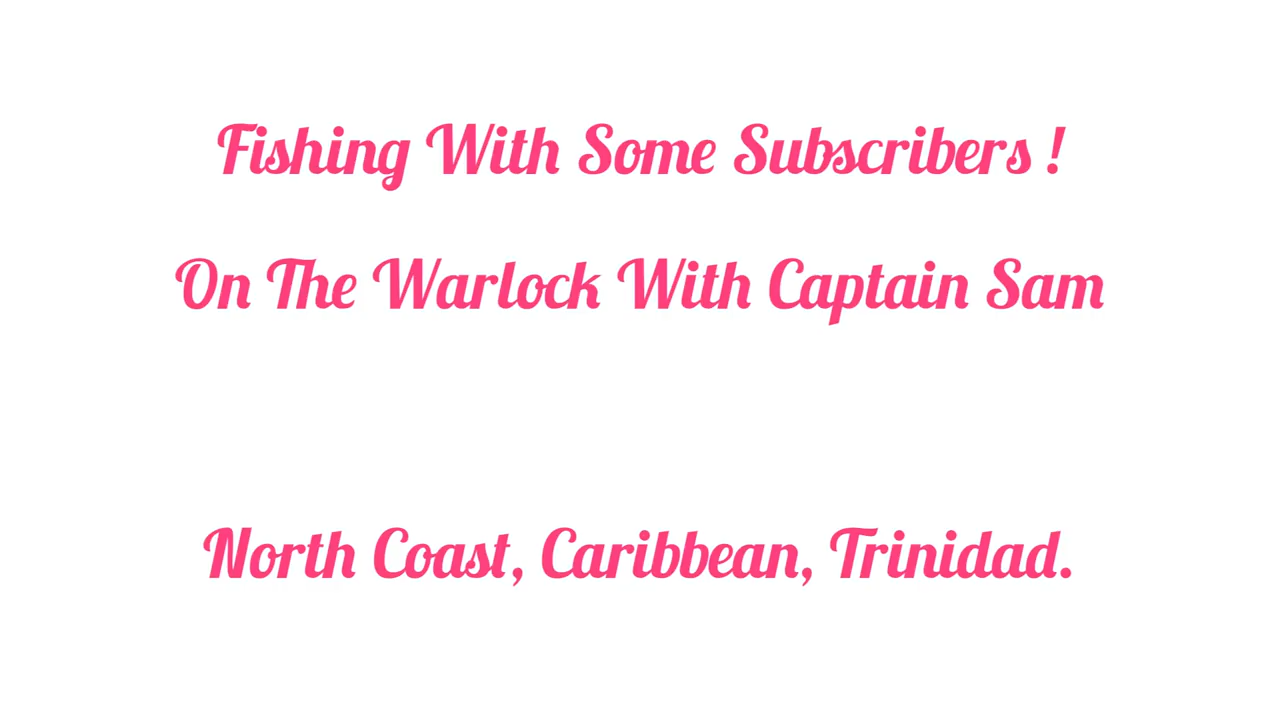 Fishing With Some Subscribers !
On The Warlock With Captain Sam
North Coast, Caribbean, Trinidad.